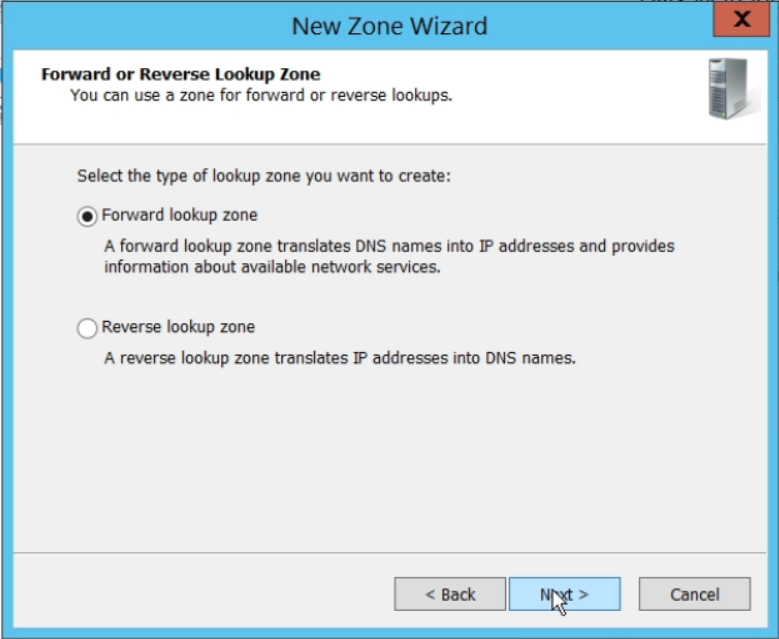 New Zone Wizard
X
Forward or Reverse Lookup Zone
You can use a zone for forward or reverse lookups.
Select the type of lookup zone you want to create:
Forward lookup zone
A forward lookup zone translates DNS names into IP addresses and provides
information about available network services.
Reverse lookup zone
A reverse lookup zone translates IP addresses into DNS names.
< Back
Next >
Cancel